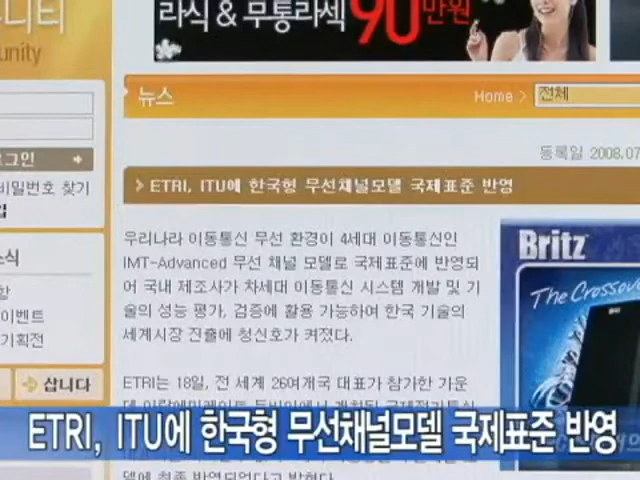 라식 & 무통라섹 90만원
unity
뉴스
Home >
전체
등록일 2008.07
그인
비밀번호 찾기
ETRI, ITU에 한국형 무선채널모델 국제표준 반영
우리나라 이동통신 무선 환경이 4세대 이동통신인
IMT-Advanced 무선 채널 모델로 국제표준에 반영되
어 국내 제조사가 차세대 이동통신 시스템 개발 및 기
술의 성능 평가, 검증에 활용 가능하여 한국 기술의
세계시장 진출에 청신호가 켜졌다.
Britz
The Crossove
소식
이벤트
기획전
삽니다
ETRI는 18일, 전 세계 26여개국 대표가 참가한 가운
ETRI, ITU에 한국형 무선채널모델 국제표준 반영